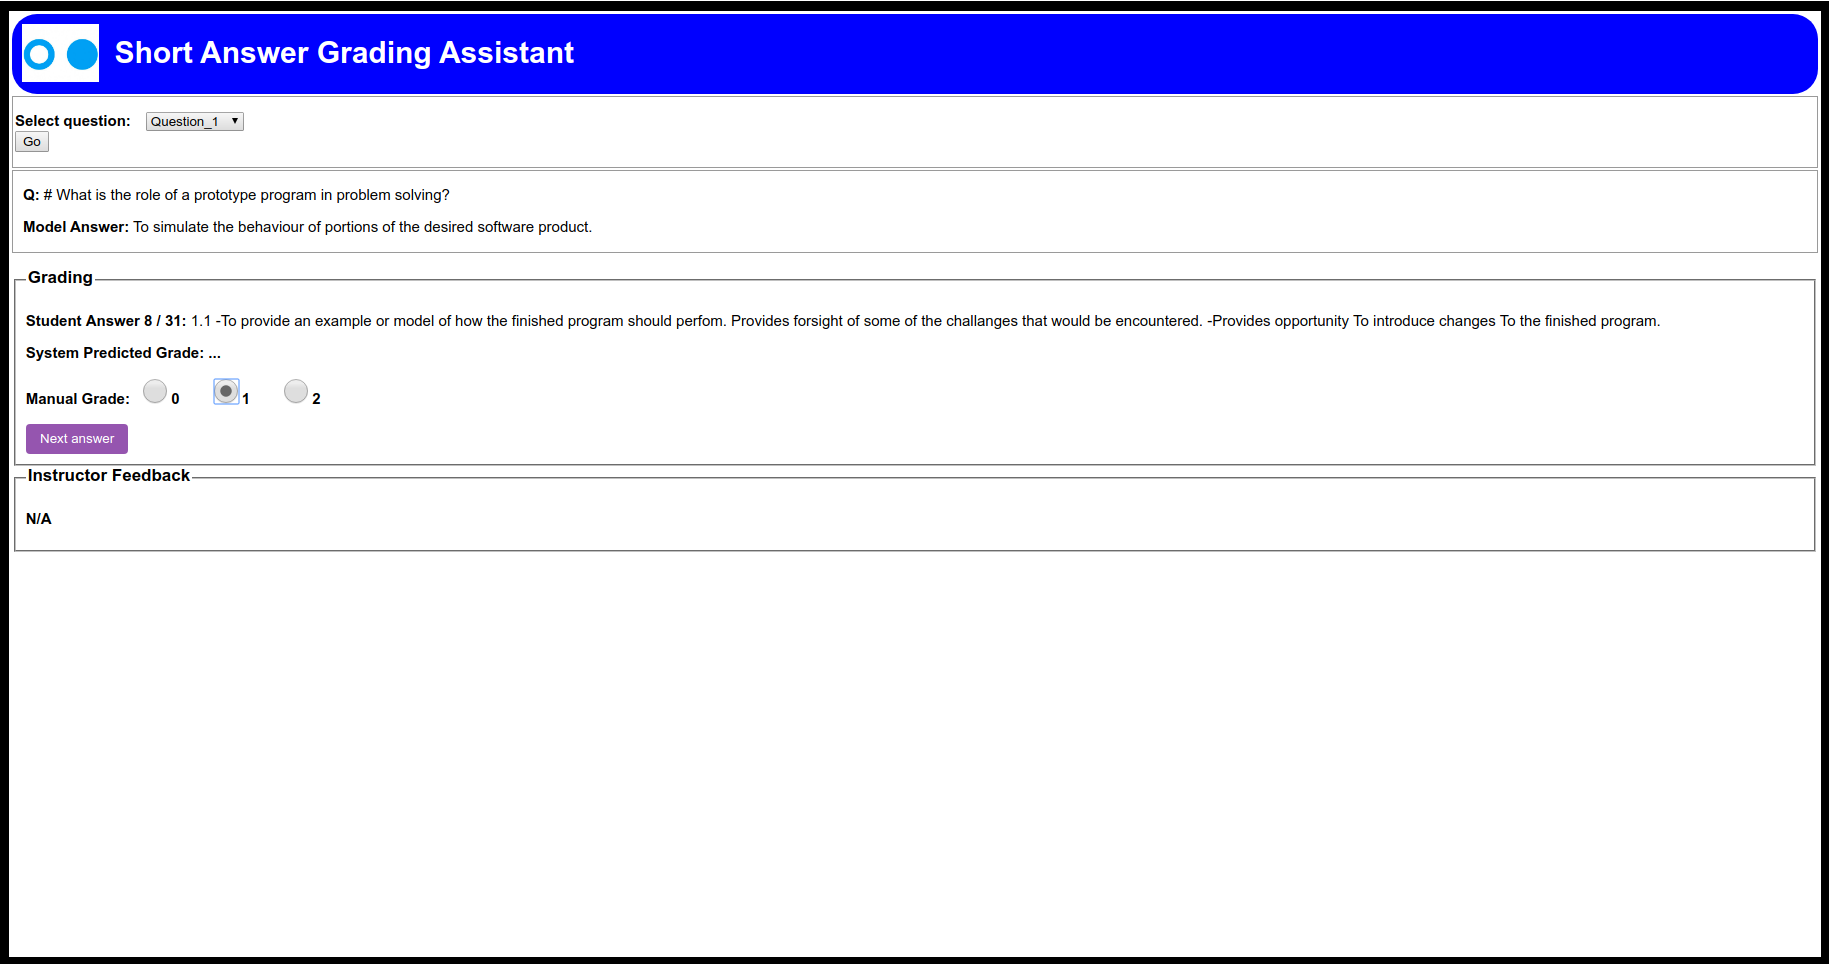 Short Answer Grading Assistant
Select question: Question_1
Go
Q: # What is the role of a prototype program in problem solving?
Model Answer: To simulate the behaviour of portions of the desired software product.
Grading
Student Answer 8 / 31: 1.1 -To provide an example or model of how the finished program should perfom. Provides forsight of some of the challanges that would be encountered. -Provides opportunity To introduce changes To the finished program.
System Predicted Grade: ...
Manual Grade: 0 1 2
Next answer
Instructor Feedback
N/A